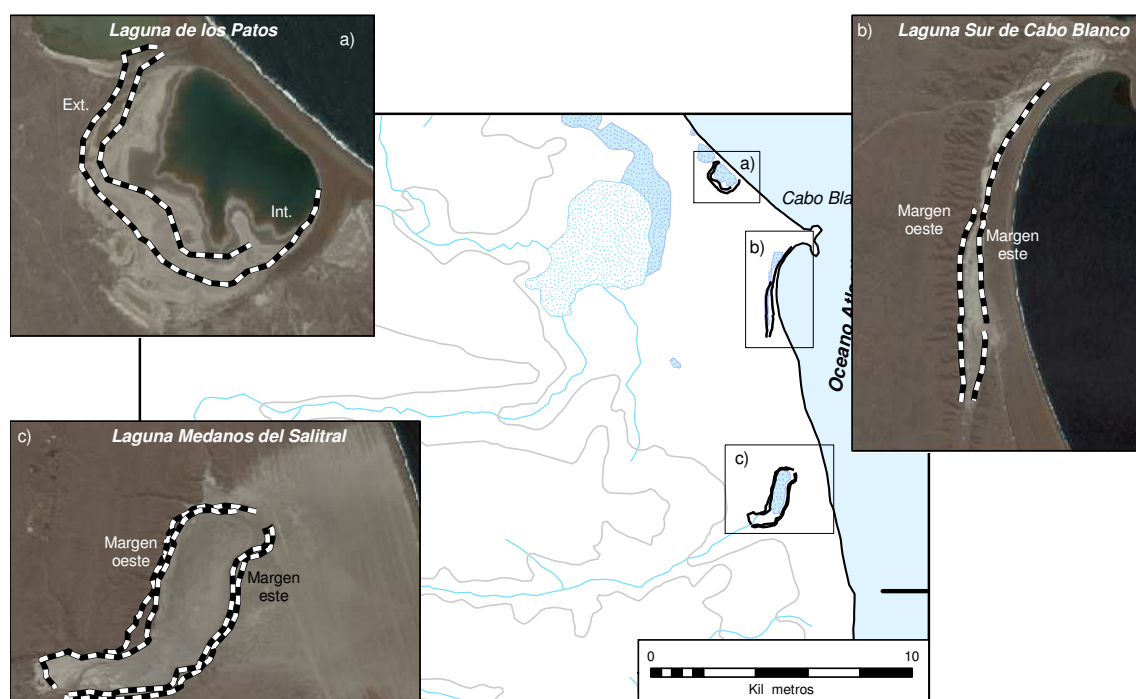 Laguna de los Patos
a)
Ext.
Int.
b)
Laguna Sur de Cabo Blanco
Margen
oeste
Margen
este
a)
Cabo Bla
b)
Oceano Atl
c)
c)
Laguna Medanos del Salitral
Margen
oeste
Margen
este
0
10
Kil metros